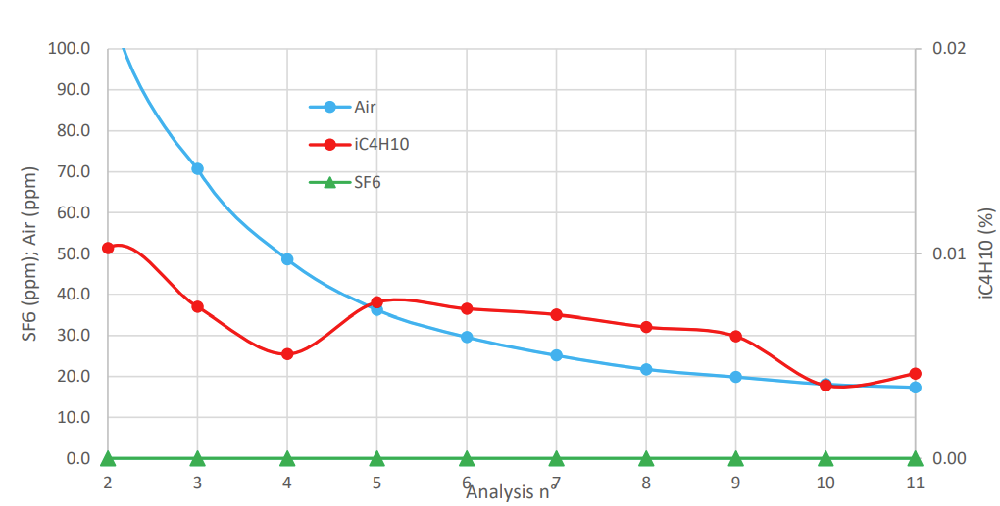 100.0
90.0
80.0
70.0
60.0
50.0
40.0
30.0
20.0
10.0
0.0
SF6 (ppm); Air (ppm)
Air
iC4H10
SF6
0.02
0.01
0.00
iC4H10 (%)
2 3 4 5 6 7 8 9 10 11
Analysis n°